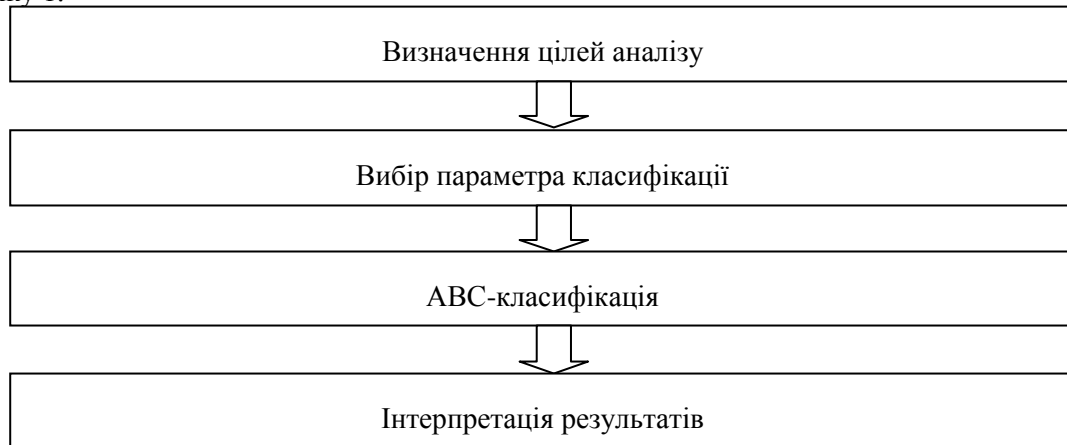 Визначення цілей аналізу
Вибір параметра класифікації
АВС-класифікація
Інтерпретація результатів